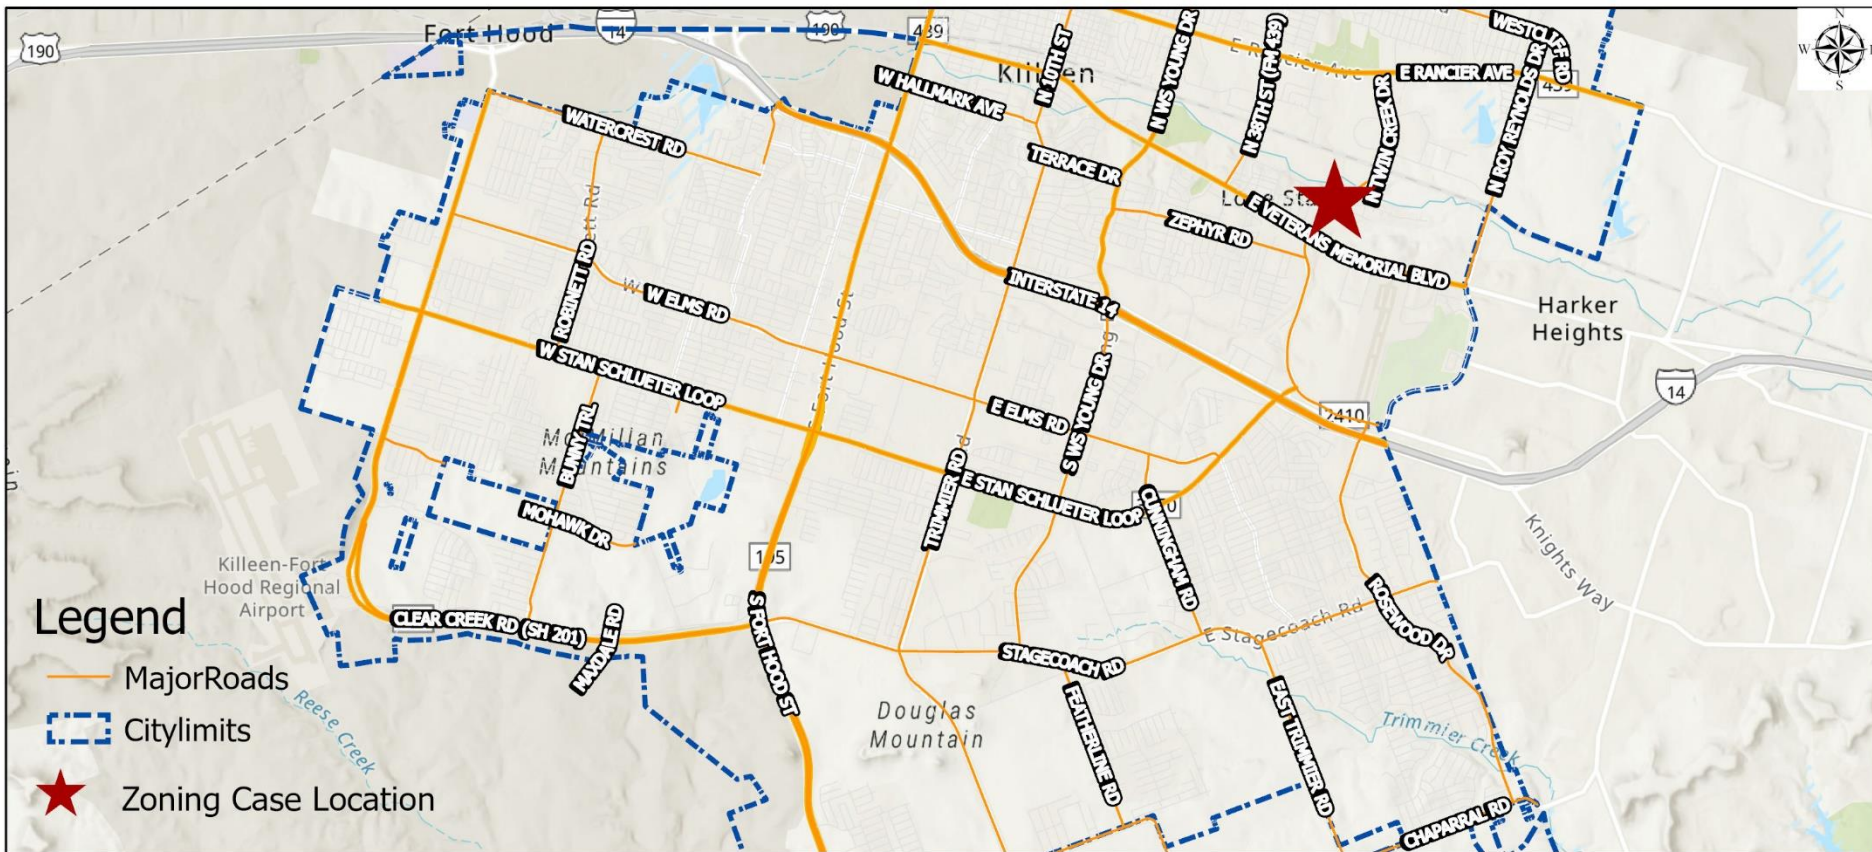 190
Fort Hood
14
190
439
Killeen
N 10TH ST
N WS YOUNG DR
N 38TH ST (FM 439)
E Rancier Ave
E RANCIER AVE
WESTCLIFF RD
439
N
W
S
W HALLMARK AVE
WATERCREST RD
TERRACE DR
N TWIN CREEK DR
N ROY REYNOLDS DR
ZEPHYR RD
E VETERANS MEMORIAL BLVD
ROBINETT RD
W ELMS RD
INTERSTATE 14
Harker
Heights
W STAN SCHLUETER LOOP
S Fort Hood St
S WS YOUNG DR
14
2410
E ELMS RD
BUNNY TRL
Mountains
TRIMMIER RD
Rd
E STAN SCHLUETER LOOP
CUNNINGHAM RD
MOHAWK DR
195
Knights Way
Killeen-Fort
Hood Regional
Airport
CLEAR CREEK RD (SH 201)
MAXDALE RD
S FORT HOOD ST
STAGECOACH RD
E Stagecoach Rd
ROSEWOOD DR
FEATHERLINE RD
EAST TRIMMIER RD
Douglas
Mountain
Trimmier Creek
CHAPARRAL RD
Reese Creek
Legend
MajorRoads
Citylimits
Zoning Case Location